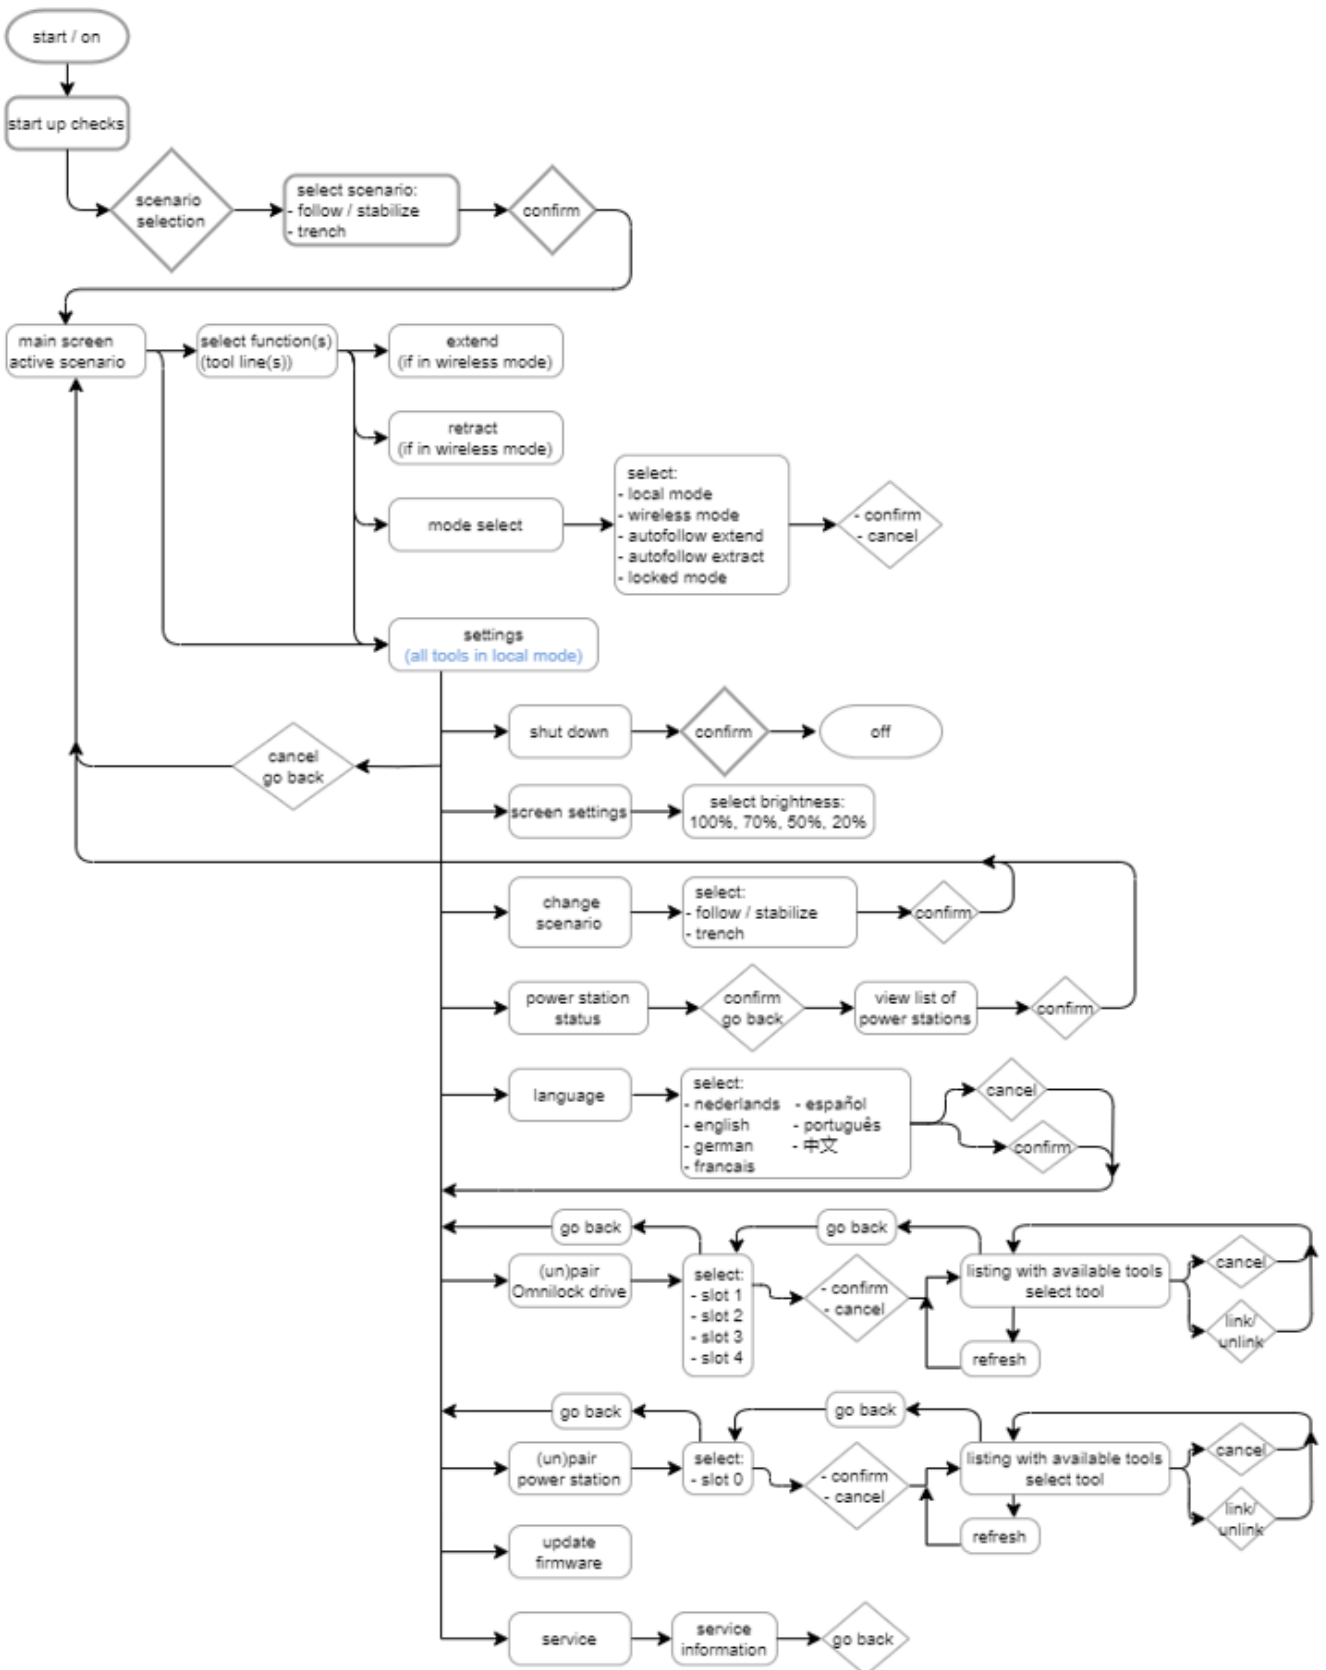 start / on
start up checks
scenario
selection
select scenario:
- follow / stabilize
- trench
confirm
main screen
active scenario
select function(s)
(tool line(s))
extend
(if in wireless mode)
retract
(if in wireless mode)
mode select
select:
- local mode
- wireless mode
- autofollow extend
- autofollow extract
- locked mode
- confirm
- cancel
settings
(all tools in local mode)
shut down
confirm
off
cancel
go back
screen settings
select brightness:
100%, 70%, 50%, 20%
change
scenario
select:
- follow / stabilize
- trench
confirm
power station
status
confirm
go back
view list of
power stations
confirm
language
select:
- nederlands - español
- english - português
- german - 中文
- francais
cancel
confirm
go back
go back
(un)pair
Omnilock drive
select:
- slot 1
- slot 2
- slot 3
- slot 4
- confirm
- cancel
listing with available tools
select tool
cancel
link/
unlink
refresh
go back
go back
(un)pair
power station
select:
- slot 0
- confirm
- cancel
listing with available tools
select tool
cancel
link/
unlink
refresh
update
firmware
service
service
information
go back